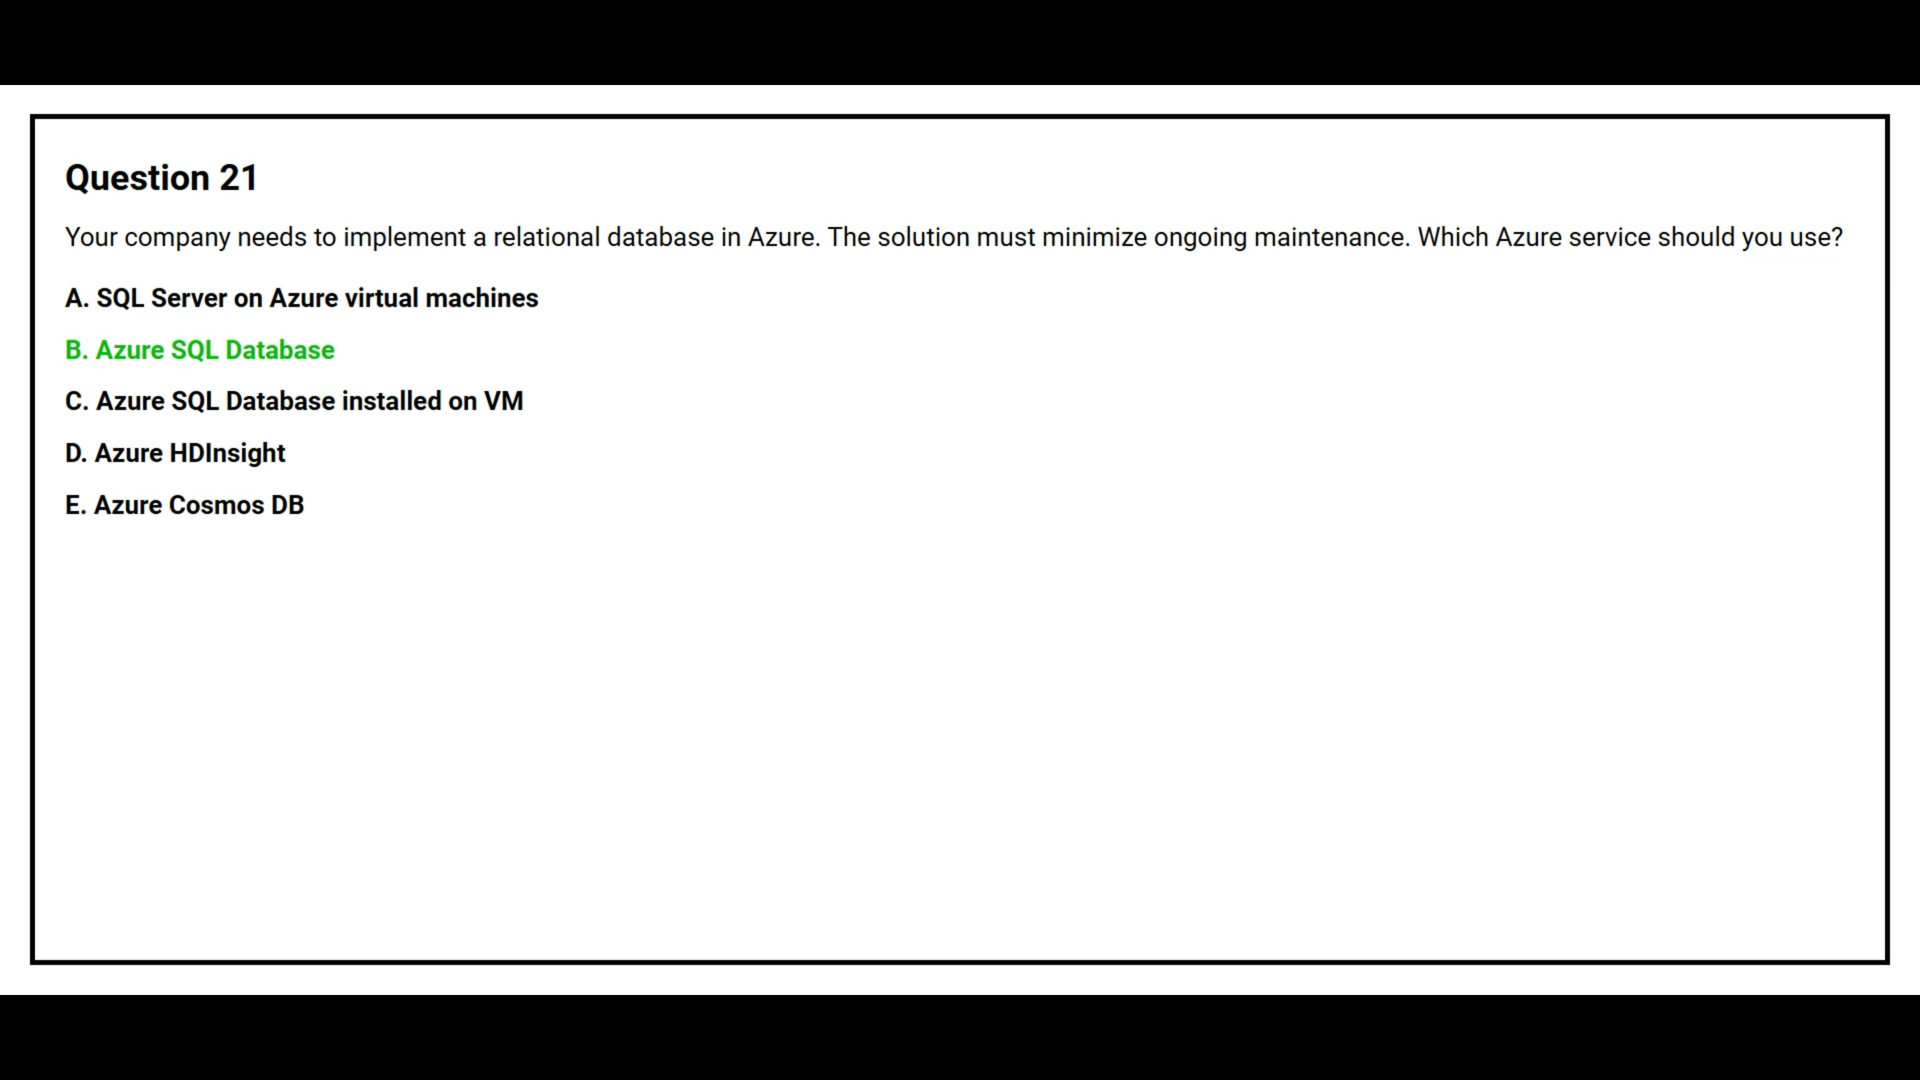 Question 21
Your company needs to implement a relational database in Azure. The solution must minimize ongoing maintenance. Which Azure service should you use?
A. SQL Server on Azure virtual machines
B. Azure SQL Database
C. Azure SQL Database installed on VM
D. Azure HDInsight
E. Azure Cosmos DB